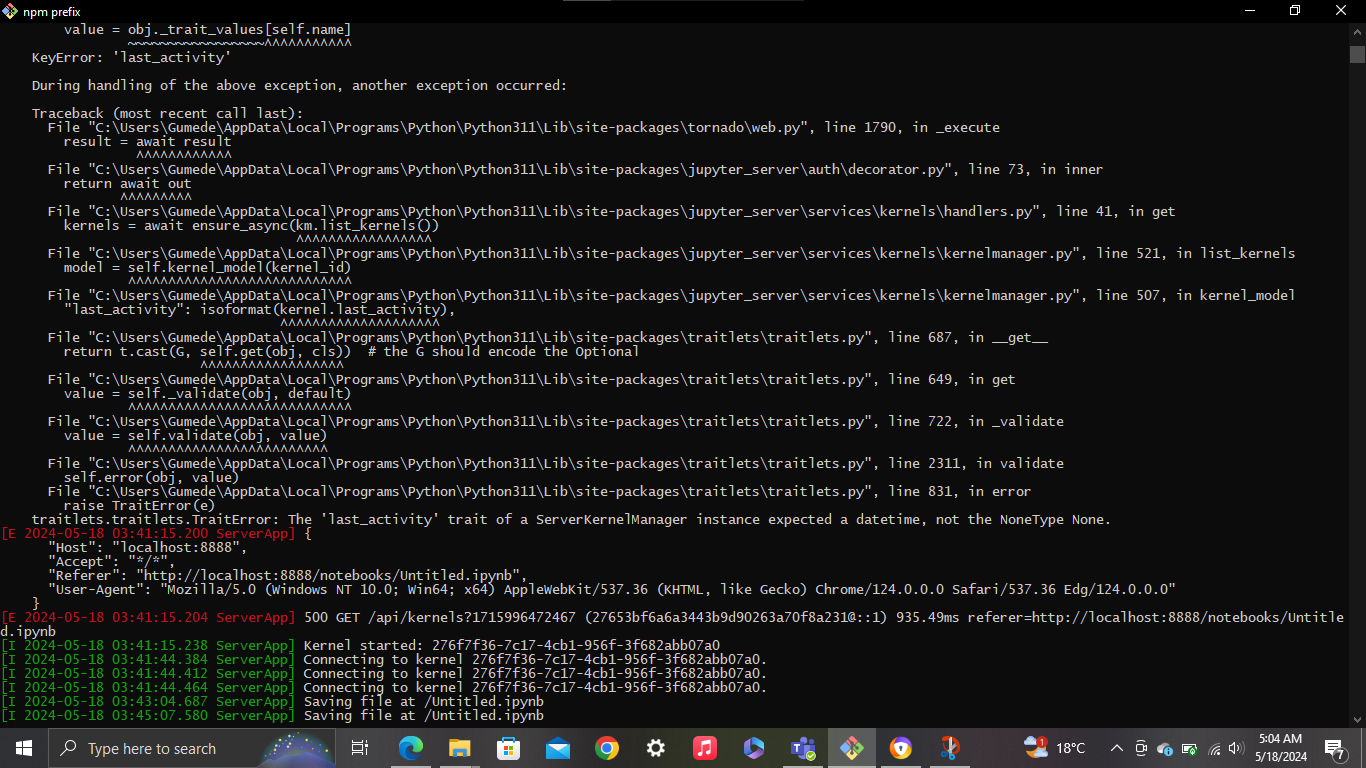 npm prefix
value = obj._trait_values[self.name]
~~~~~~~~~~~~~~~~~^^^^^^^^^^^
KeyError: 'last_activity'
During handling of the above exception, another exception occurred:
Traceback (most recent call last):
File "C:\Users\Gumede\AppData\Local\Programs\Python\Python311\Lib\site-packages\tornado\web.py", line 1790, in _execute
result = await result
^^^^^^^^^^^^
File "C:\Users\Gumede\AppData\Local\Programs\Python\Python311\Lib\site-packages\jupyter_server\auth\decorator.py", line 73, in inner
return await out
^^^^^^^^^
File "C:\Users\Gumede\AppData\Local\Programs\Python\Python311\Lib\site-packages\jupyter_server\services\kernels\handlers.py", line 41, in get
kernels = await ensure_async(km.list_kernels())
^^^^^^^^^^^^^^^^^
File "C:\Users\Gumede\AppData\Local\Programs\Python\Python311\Lib\site-packages\jupyter_server\services\kernels\kernelmanager.py", line 521, in list_kernels
model = self.kernel_model(kernel_id)
^^^^^^^^^^^^^^^^^^^^^^^^^^^^
File "C:\Users\Gumede\AppData\Local\Programs\Python\Python311\Lib\site-packages\jupyter_server\services\kernels\kernelmanager.py", line 507, in kernel_model
"last_activity": isoformat(kernel.last_activity),
^^^^^^^^^^^^^^^^^^^^
File "C:\Users\Gumede\AppData\Local\Programs\Python\Python311\Lib\site-packages\traitlets\traitlets.py", line 687, in __get__
return t.cast(G, self.get(obj, cls))  # the G should encode the Optional
^^^^^^^^^^^^^^^^^^
File "C:\Users\Gumede\AppData\Local\Programs\Python\Python311\Lib\site-packages\traitlets\traitlets.py", line 649, in get
value = self._validate(obj, default)
^^^^^^^^^^^^^^^^^^^^^^^^^^^^
File "C:\Users\Gumede\AppData\Local\Programs\Python\Python311\Lib\site-packages\traitlets\traitlets.py", line 722, in _validate
value = self.validate(obj, value)
^^^^^^^^^^^^^^^^^^^^^^^^^
File "C:\Users\Gumede\AppData\Local\Programs\Python\Python311\Lib\site-packages\traitlets\traitlets.py", line 2311, in validate
self.error(obj, value)
File "C:\Users\Gumede\AppData\Local\Programs\Python\Python311\Lib\site-packages\traitlets\traitlets.py", line 831, in error
raise TraitError(e)
traitlets.traitlets.TraitError: The 'last_activity' trait of a ServerKernelManager instance expected a datetime, not the NoneType None.
[E 2024-05-18 03:41:15.200 ServerApp] {
"Host": "localhost:8888",
"Accept": "*/*",
"Referer": "http://localhost:8888/notebooks/Untitled.ipynb",
"User-Agent": "Mozilla/5.0 (Windows NT 10.0; Win64; x64) AppleWebKit/537.36 (KHTML, like Gecko) Chrome/124.0.0.0 Safari/537.36 Edg/124.0.0.0"
}
[E 2024-05-18 03:41:15.204 ServerApp] 500 GET /api/kernels?1715996472467 (27653bf6a6a3443b9d90263a70f8a231@::1) 935.49ms referer=http://localhost:8888/notebooks/Untitle
d.ipynb
[I 2024-05-18 03:41:15.238 ServerApp] Kernel started: 276f7f36-7c17-4cb1-956f-3f682abb07a0
[I 2024-05-18 03:41:44.384 ServerApp] Connecting to kernel 276f7f36-7c17-4cb1-956f-3f682abb07a0.
[I 2024-05-18 03:41:44.412 ServerApp] Connecting to kernel 276f7f36-7c17-4cb1-956f-3f682abb07a0.
[I 2024-05-18 03:41:44.464 ServerApp] Connecting to kernel 276f7f36-7c17-4cb1-956f-3f682abb07a0.
[I 2024-05-18 03:43:04.687 ServerApp] Saving file at /Untitled.ipynb
[I 2024-05-18 03:45:07.580 ServerApp] Saving file at /Untitled.ipynb
Type here to search
1
18°C
5:04 AM
5/18/2024
7